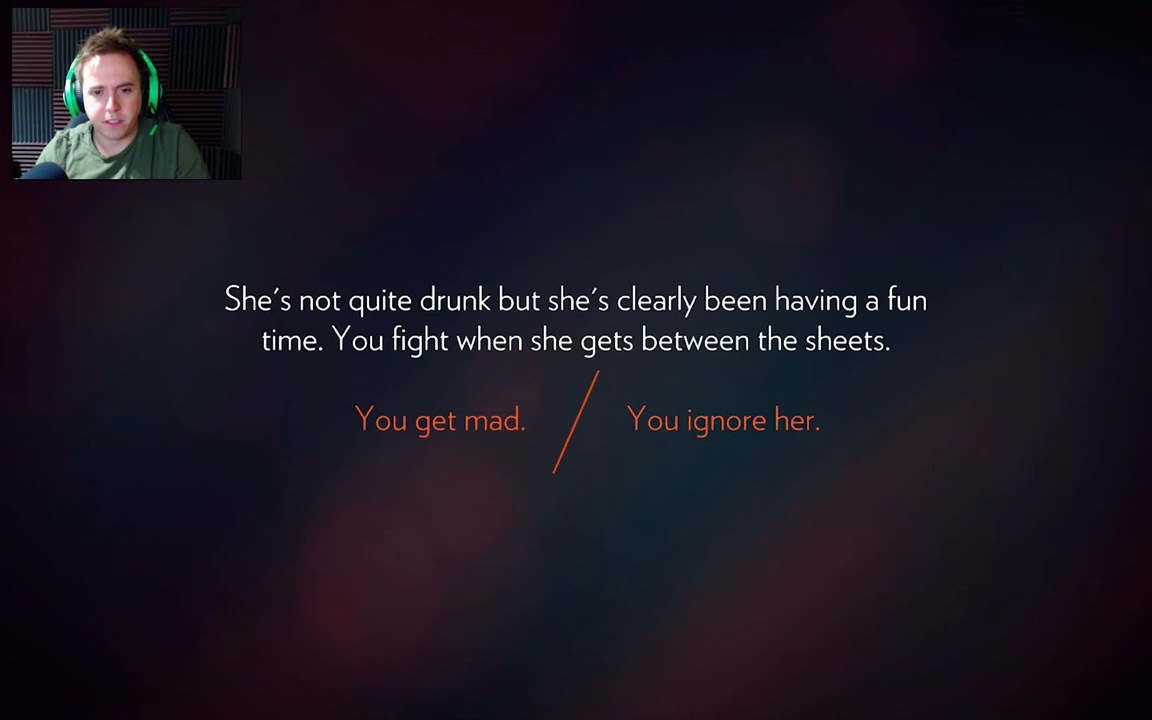 She's not quite drunk but she's clearly been having a fun
time. You fight when she gets between the sheets.
You get mad.
You ignore her.